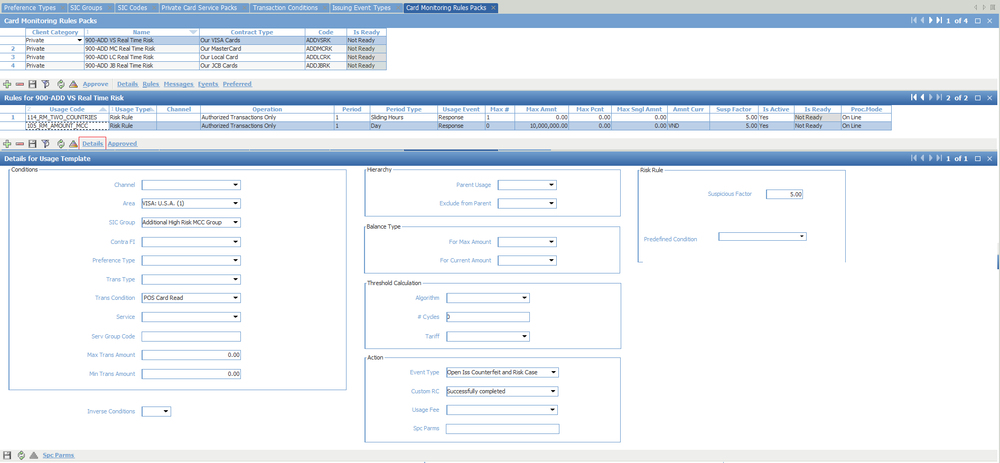 Preference Types SIC Groups SIC Codes Private Card Service Packs Transaction Conditions Issuing Event Types Card Monitoring Rules Packs
Card Monitoring Rules Packs 1 of 4
Client Category 1 Name Contract Type Code Is Ready
Private 900-ADD VS Real Time Risk Our VISA Cards ADDVSRK Not Ready
2 Private 900-ADD MC Real Time Risk Our MasterCard ADDMCRK Not Ready
3 Private 900-ADD LC Real Time Risk Our Local Card ADDLCRK Not Ready
4 Private 900-ADD JB Real Time Risk Our JCB Cards ADDJBRK Not Ready
Approve Details Rules Messages Events Preferred
Rules for 900-ADD VS Real Time Risk 2 of 2
2 Usage Code 1 Usage Type Channel Operation Period Period Type Usage Event Max # Max Amnt Max Pcnt Max Sngl Amnt Amnt Curr Susp Factor Is Active Is Ready Proc.Mode
1 114_RM_TWO_COUNTRIES Risk Rule Authorized Transactions Only 1 Sliding Hours Response 1 0.00 0.00 0.00 5.00 Yes Not Ready On Line
105_RM_AMOUNT_MCC Risk Rule Authorized Transactions Only 1 Day Response 0 10,000,000.00 0.00 0.00 VND 5.00 Yes Not Ready On Line
Details Approved
Details for Usage Template 1 of 1
Conditions
Channel
Area VISA: U.S.A. (1)
SIC Group Additional High Risk MCC Group
Contra FI
Preference Type
Trans Type
Trans Condition POS Card Read
Service
Serv Group Code
Max Trans Amount 0.00
Min Trans Amount 0.00
Inverse Conditions
Hierarchy
Parent Usage
Exclude from Parent
Balance Type
For Max Amount
For Current Amount
Threshold Calculation
Algorithm
# Cycles 0
Tariff
Action
Event Type Open Iss Counterfeit and Risk Case
Custom RC Successfully completed
Usage Fee
Spc Parms
Risk Rule
Suspicious Factor 5.00
Predefined Condition
Spc Parms